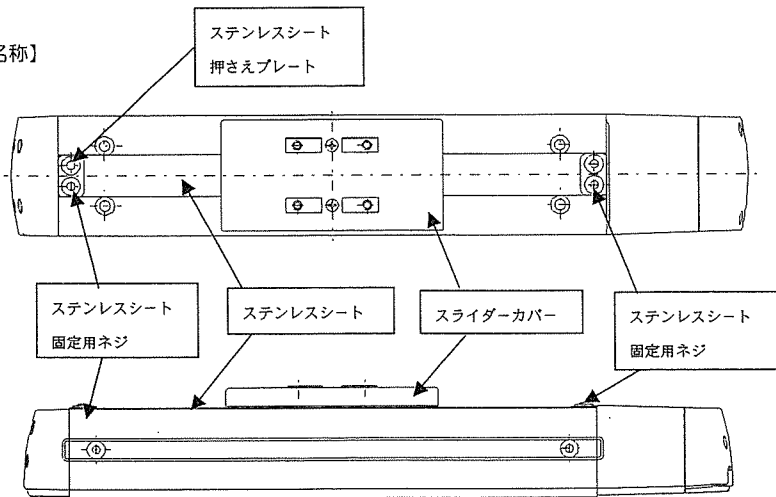 名称】
ステンレスシート
押さえプレート
ステンレスシート
固定用ネジ
ステンレスシート
スライダーカバー
ステンレスシート
固定用ネジ